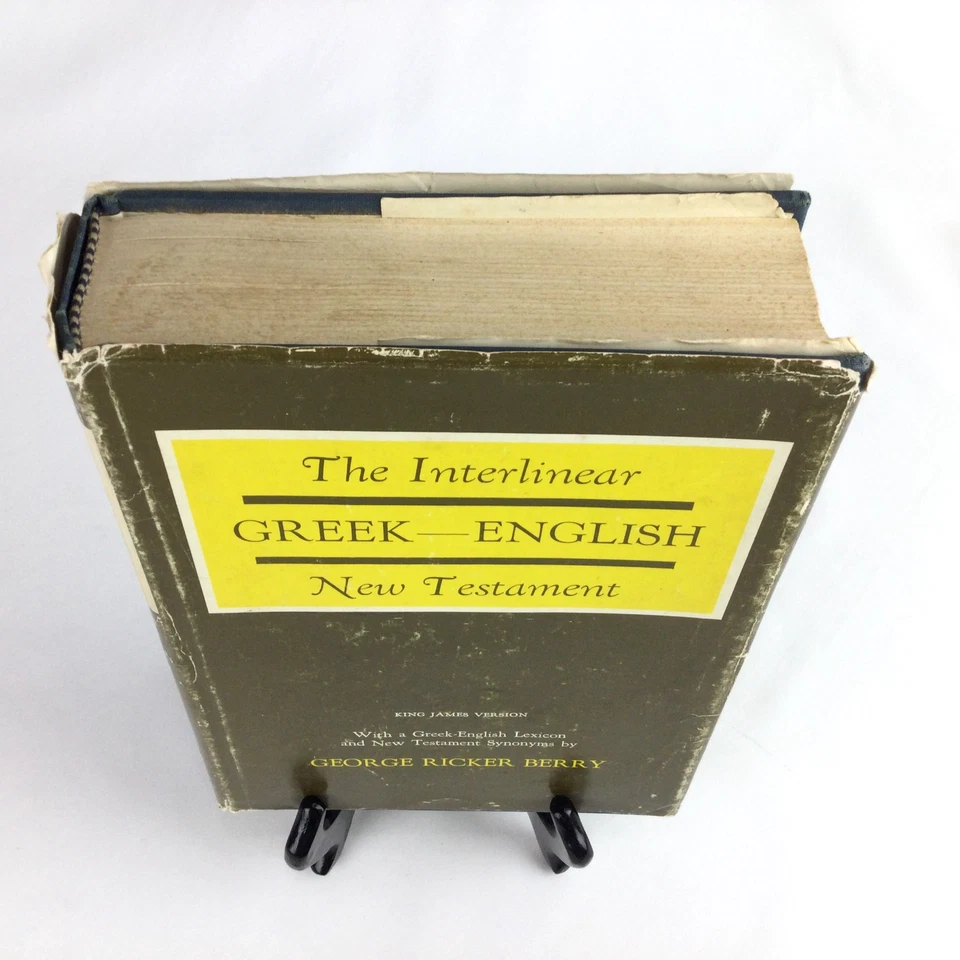 The Interlinear
GREEK—ENGLISH
New Testament
KING JAMES VERSION
With a Greek-English Lexicon
and New Testament Synonyms by
GEORGE RICKER BERRY